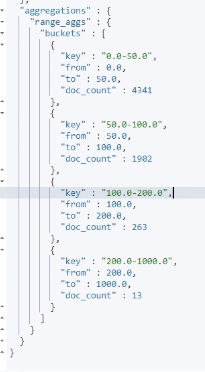 },
"aggregations" : {
"range_aggs" : {
"buckets" : [
{
"key" : "0.0-50.0",
"from" : 0.0,
"to" : 50.0,
"doc_count" : 4341
},
{
"key" : "50.0-100.0",
"from" : 50.0,
"to" : 100.0,
"doc_count" : 1902
},
{
"key" : "100.0-200.0",
"from" : 100.0,
"to" : 200.0,
"doc_count" : 263
},
{
"key" : "200.0-1000.0",
"from" : 200.0,
"to" : 1000.0,
"doc_count" : 13
}
]
}
}
}